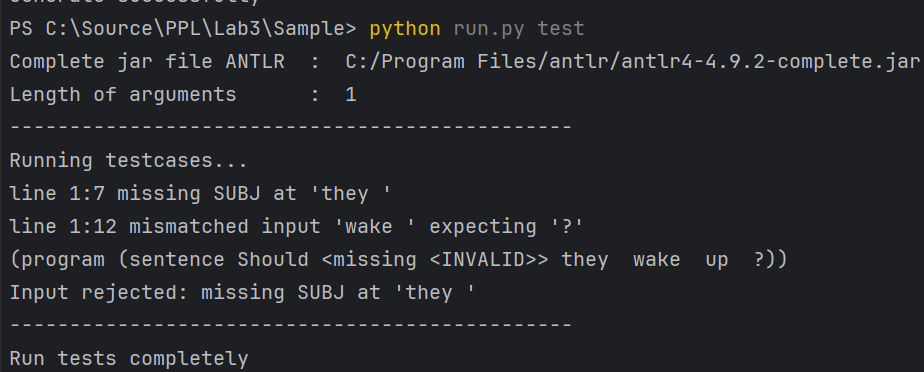 Generate successfully
PS C:\Source\PPL\Lab3\Sample> python run.py test
Complete jar file ANTLR  :  C:/Program Files/antlr/antlr4-4.9.2-complete.jar
Length of arguments      :  1
-----------------------------------------------
Running testcases...
line 1:7 missing SUBJ at 'they '
line 1:12 mismatched input 'wake ' expecting '?'
(program (sentence Should <missing <INVALID>> they  wake  up  ?))
Input rejected: missing SUBJ at 'they '
-----------------------------------------------
Run tests completely